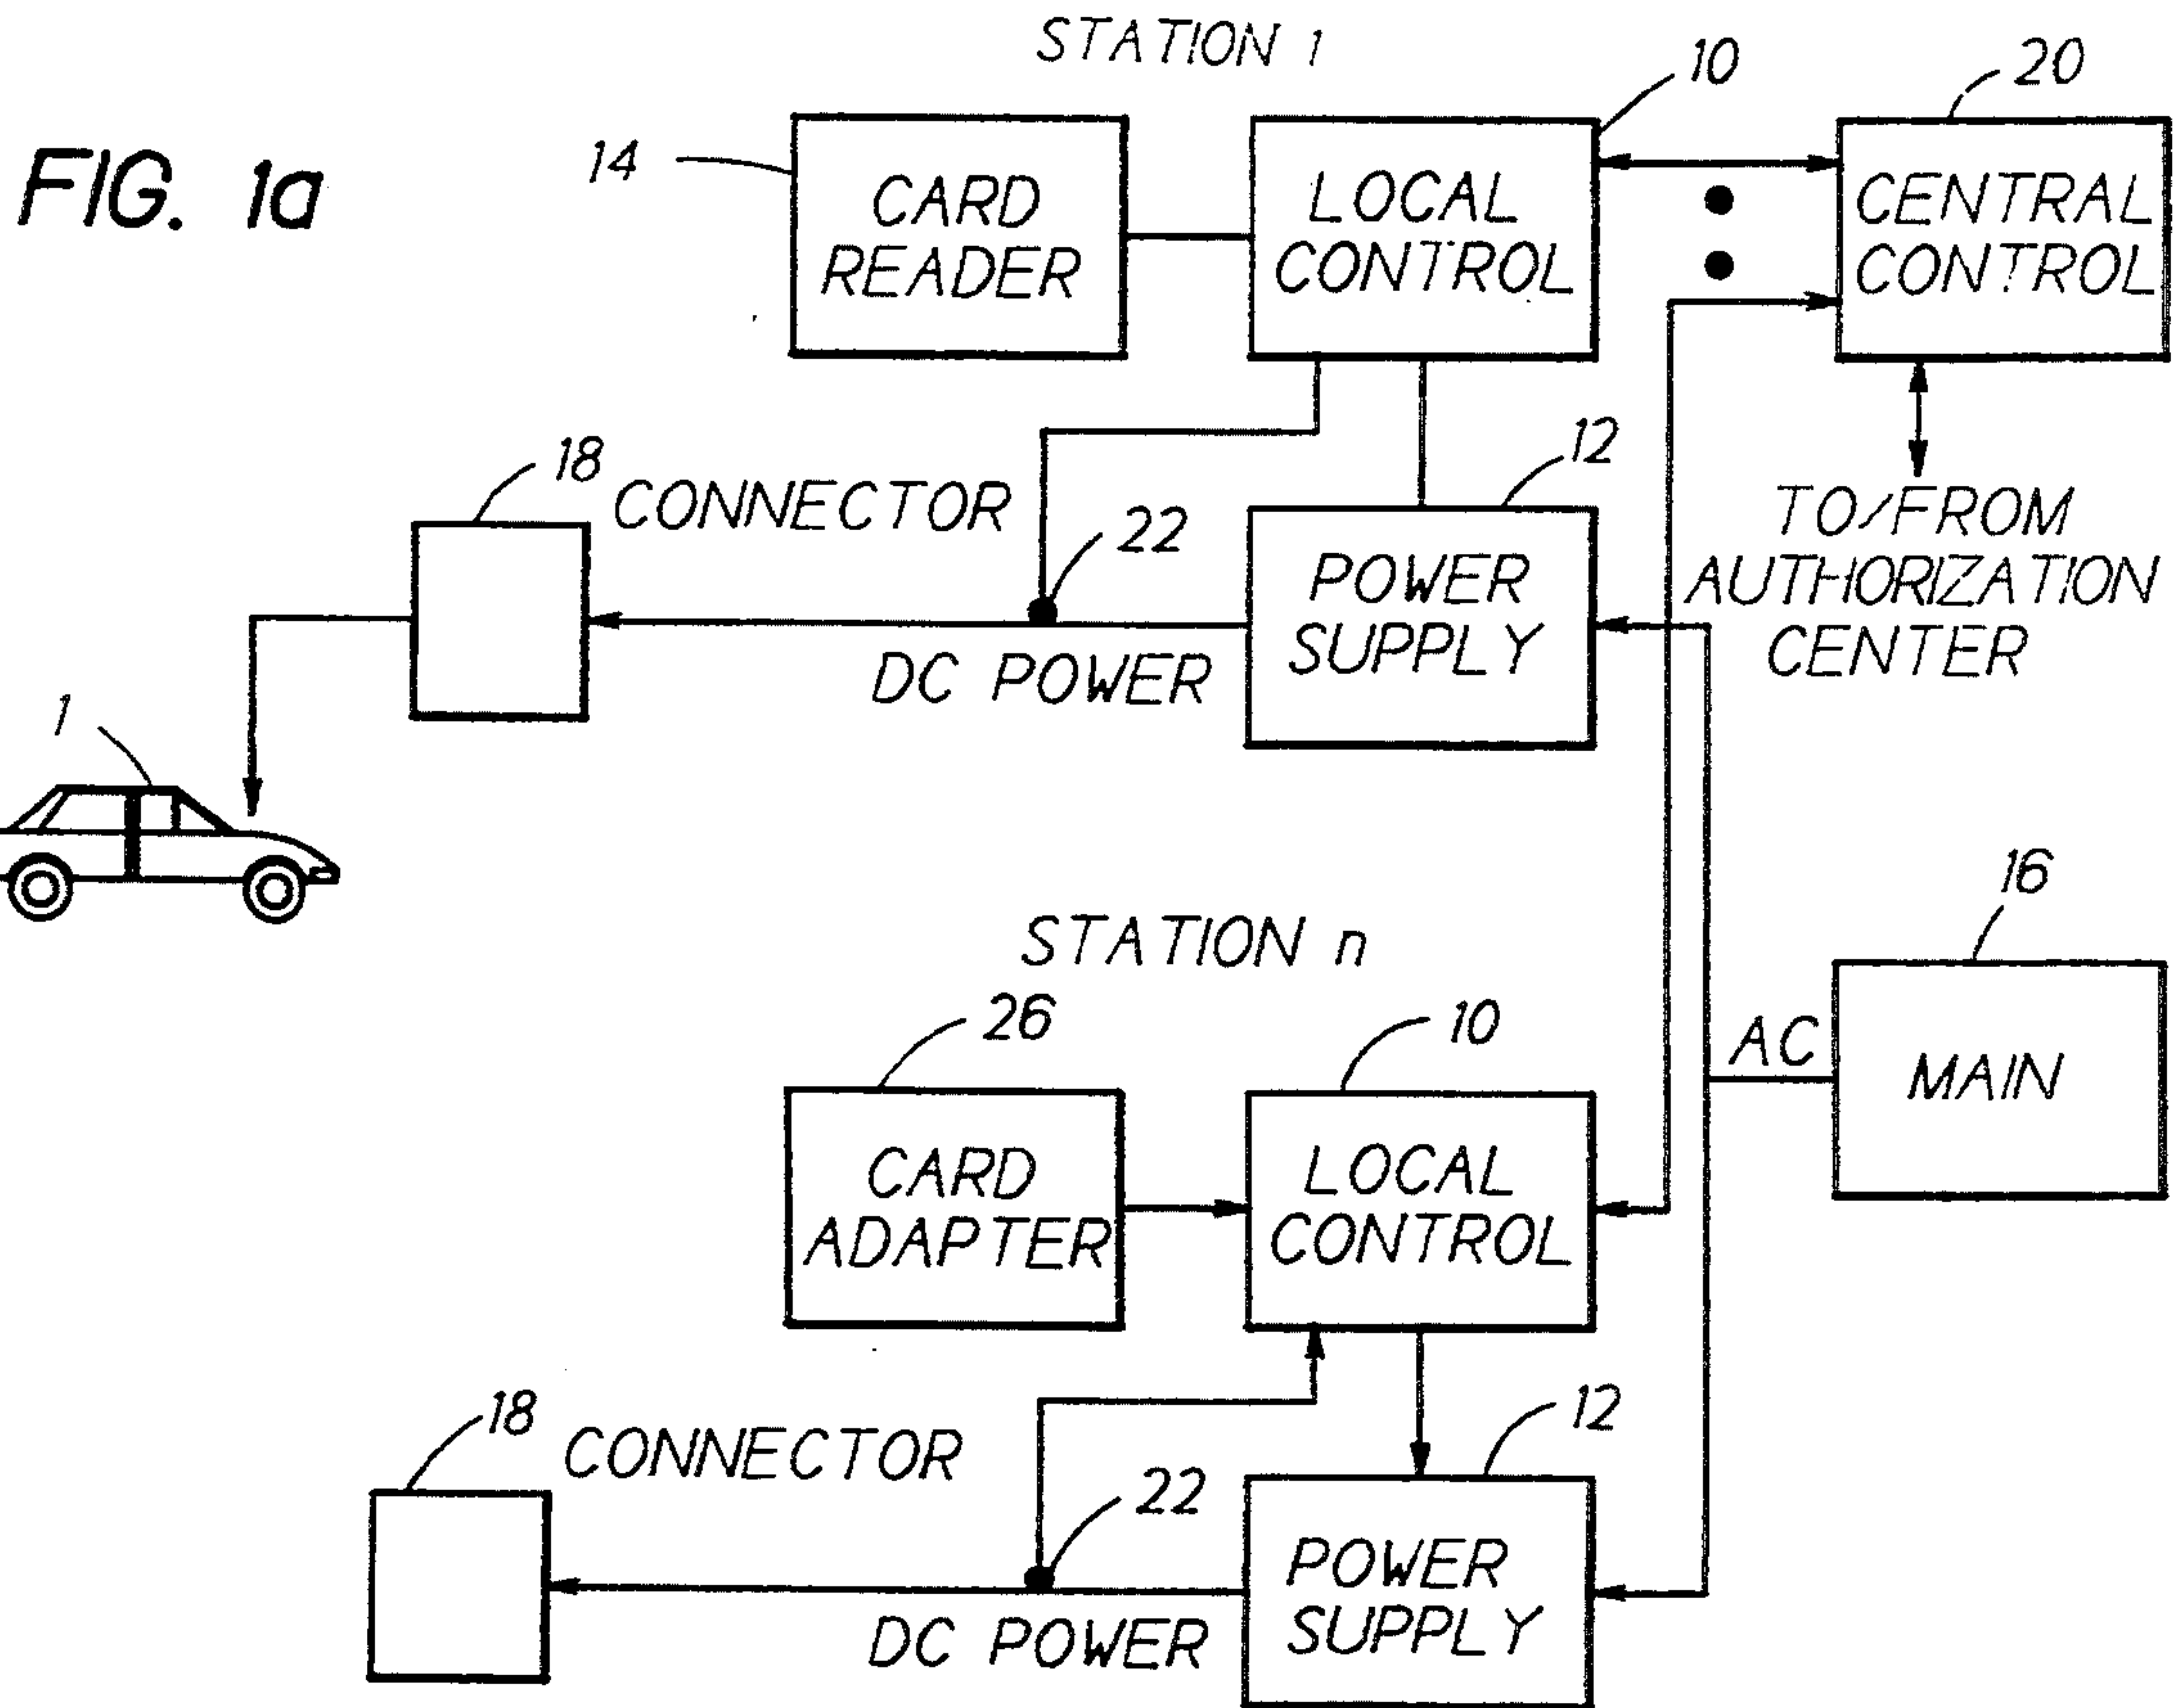 FIG. 1a
STATION 1
14
CARD
READER
10
LOCAL
CONTROL
20
CENTRAL
CONTROL
TO/FROM
AUTHORIZATION
CENTER
18
CONNECTOR
22
12
POWER
SUPPLY
DC POWER
1
16
MAIN
AC
STATION n
26
CARD
ADAPTER
10
LOCAL
CONTROL
18
CONNECTOR
22
12
POWER
SUPPLY
DC POWER